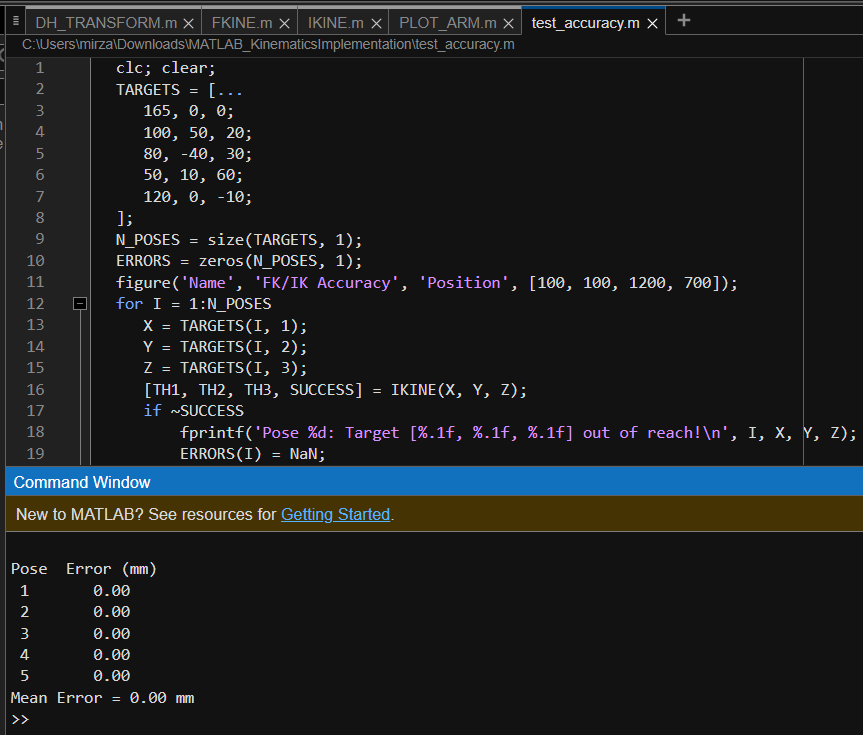 DH_TRANSFORM.m × FKINE.m × IKINE.m × PLOT_ARM.m × test_accuracy.m × +
C:\Users\mirza\Downloads\MATLAB_KinematicsImplementation\test_accuracy.m
1 clc; clear;
2 TARGETS = [...
3 165, 0, 0;
4 100, 50, 20;
5 80, -40, 30;
6 50, 10, 60;
7 120, 0, -10;
8 ];
9 N_POSES = size(TARGETS, 1);
10 ERRORS = zeros(N_POSES, 1);
11 figure('Name', 'FK/IK Accuracy', 'Position', [100, 100, 1200, 700]);
12 for I = 1:N_POSES
13 X = TARGETS(I, 1);
14 Y = TARGETS(I, 2);
15 Z = TARGETS(I, 3);
16 [TH1, TH2, TH3, SUCCESS] = IKINE(X, Y, Z);
17 if ~SUCCESS
18 fprintf('Pose %d: Target [%.1f, %.1f, %.1f] out of reach!\n', I, X, Y, Z);
19 ERRORS(I) = NaN;
Command Window
New to MATLAB? See resources for Getting Started.
Pose Error (mm)
1 0.00
2 0.00
3 0.00
4 0.00
5 0.00
Mean Error = 0.00 mm
>>